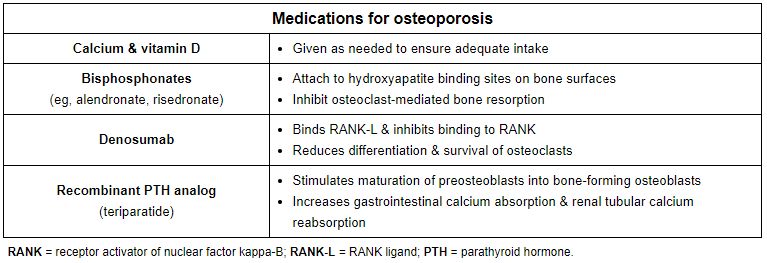 Medications for osteoporosis
Calcium & vitamin D
• Given as needed to ensure adequate intake
Bisphosphonates
(eg, alendronate, risedronate)
• Attach to hydroxyapatite binding sites on bone surfaces
• Inhibit osteoclast-mediated bone resorption
Denosumab
• Binds RANK-L & inhibits binding to RANK
• Reduces differentiation & survival of osteoclasts
Recombinant PTH analog
(teriparatide)
• Stimulates maturation of preosteoblasts into bone-forming osteoblasts
• Increases gastrointestinal calcium absorption & renal tubular calcium
reabsorption
RANK = receptor activator of nuclear factor kappa-B; RANK-L = RANK ligand; PTH = parathyroid hormone.